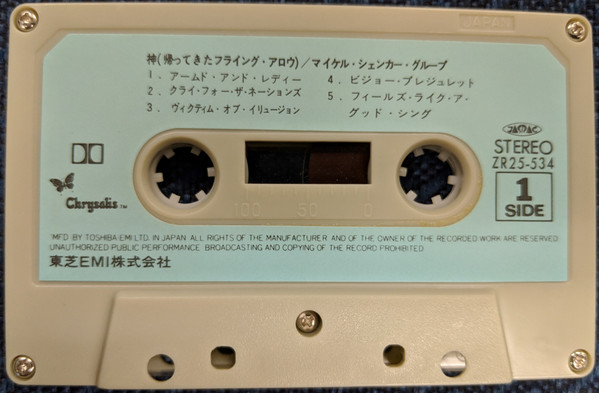 JAPAN
神(帰ってきたフライング・アロウ)/マイケル・シェンカー・グループ
1. アームド・アンド・レディー
2. クライ・フォー・ザ・ネーションズ
3. ヴィクティム・オブ・イリュージョン
4. ビジョー・プレジュレット
5. フィールズ・ライク・ア・
グッド・シング
JASRAC
STEREO
ZR25-534
1
SIDE
Chrysalis TM
100 50 0
MFD. BY TOSHIBA EMI LTD. IN JAPAN. ALL RIGHTS OF THE MANUFACTURER AND OF THE OWNER OF THE RECORDED WORK ARE RESERVED
UNAUTHORIZED PUBLIC PERFORMANCE BROADCASTING AND COPYING OF THE RECORD PROHIBITED
東芝EMI株式会社